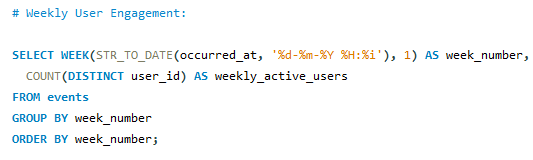 # Weekly User Engagement:
SELECT WEEK(STR_TO_DATE(occurred_at, '%d-%m-%Y %H:%i'), 1) AS week_number,
COUNT(DISTINCT user_id) AS weekly_active_users
FROM events
GROUP BY week_number
ORDER BY week_number;